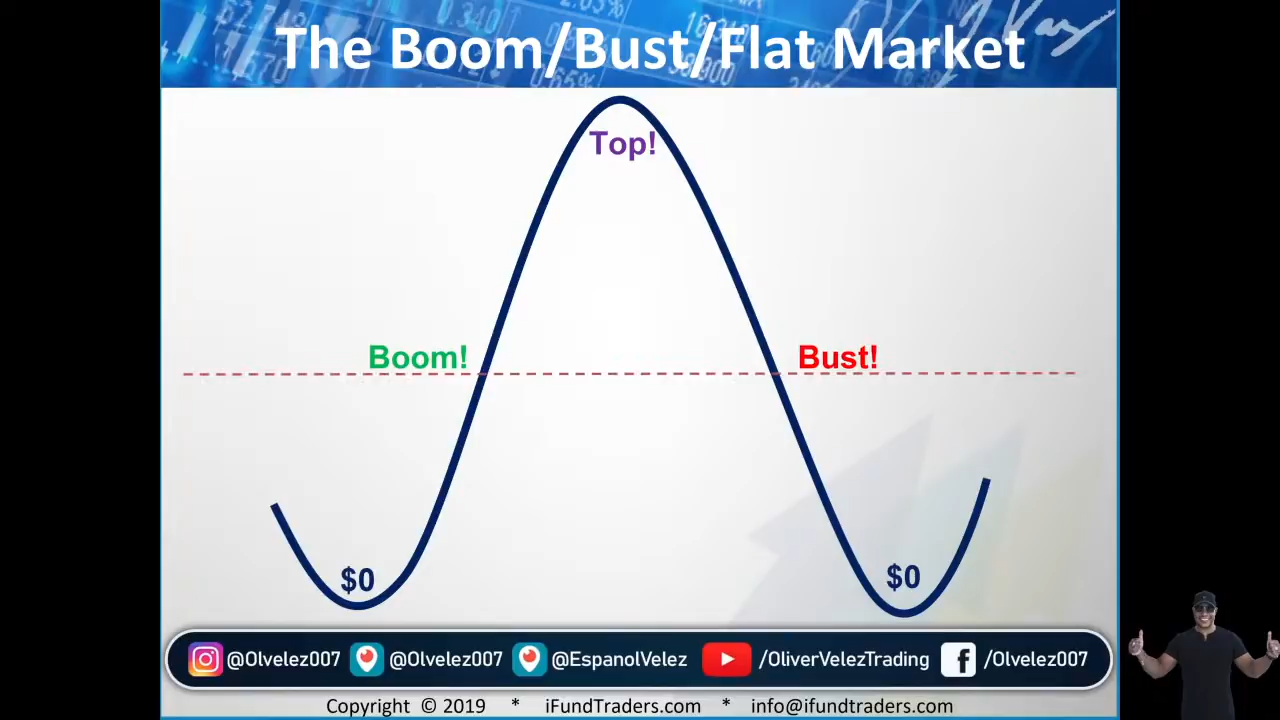 The Boom/Bust/Flat Market
Top!
Boom!
Bust!
$0
$0
@Olvelez007 @Olvelez007 @EspanolVelez /OliverVelezTrading /Olvelez007
Copyright © 2019 * iFundTraders.com * info@ifundtraders.com